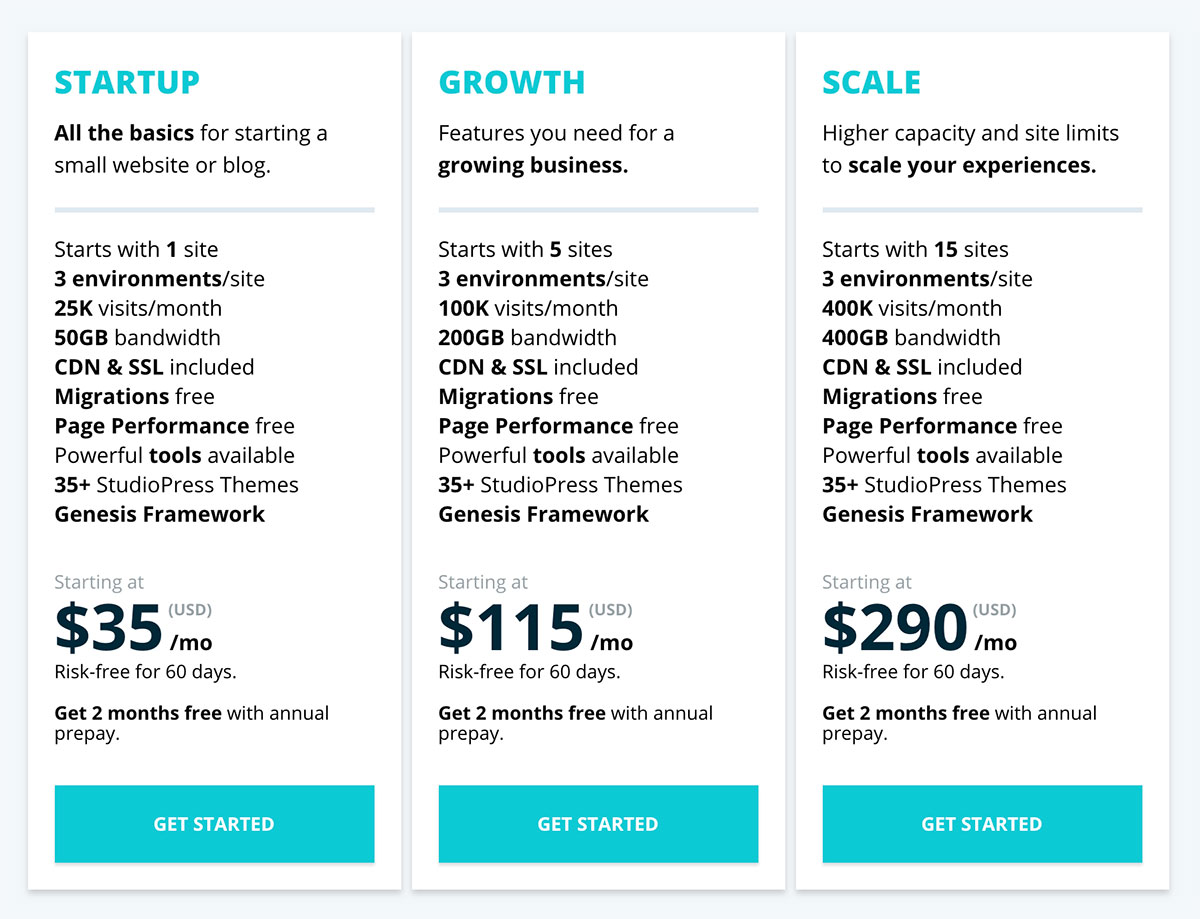 STARTUP
All the basics for starting a
small website or blog.
Starts with 1 site
3 environments/site
25K visits/month
50GB bandwidth
CDN & SSL included
Migrations free
Page Performance free
Powerful tools available
35+ StudioPress Themes
Genesis Framework
Starting at
$35 (USD)
/mo
Risk-free for 60 days.
Get 2 months free with annual
prepay.
GET STARTED
GROWTH
Features you need for a
growing business.
Starts with 5 sites
3 environments/site
100K visits/month
200GB bandwidth
CDN & SSL included
Migrations free
Page Performance free
Powerful tools available
35+ StudioPress Themes
Genesis Framework
Starting at
$115 (USD)
/mo
Risk-free for 60 days.
Get 2 months free with annual
prepay.
GET STARTED
SCALE
Higher capacity and site limits
to scale your experiences.
Starts with 15 sites
3 environments/site
400K visits/month
400GB bandwidth
CDN & SSL included
Migrations free
Page Performance free
Powerful tools available
35+ StudioPress Themes
Genesis Framework
Starting at
$290 (USD)
/mo
Risk-free for 60 days.
Get 2 months free with annual
prepay.
GET STARTED